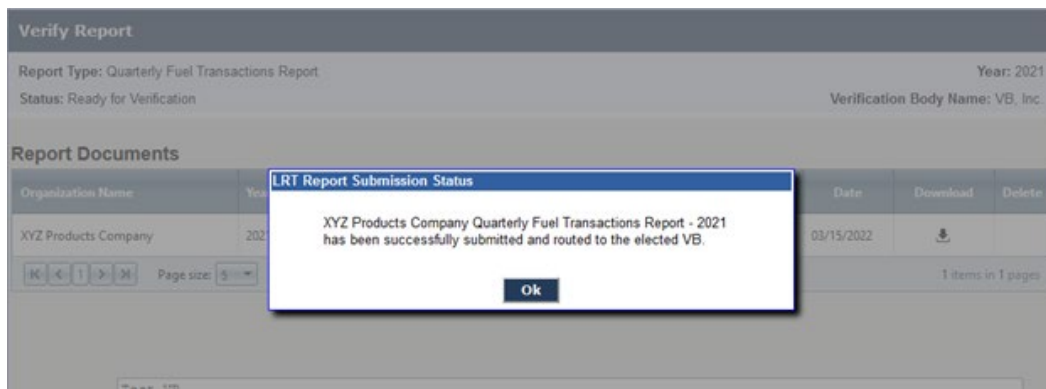 Verify Report
Report Type: Quarterly Fuel Transactions Report
Year: 2021
Status: Ready for Verification
Verification Body Name: VB, Inc.
Report Documents
Organization Name
LRT Report Submission Status
Date Download Delete
XYZ Products Company
XYZ Products Company Quarterly Fuel Transactions Report - 2021
has been successfully submitted and routed to the elected VB.
03/15/2022
1 Page size: 5
1 items in 1 pages
Ok